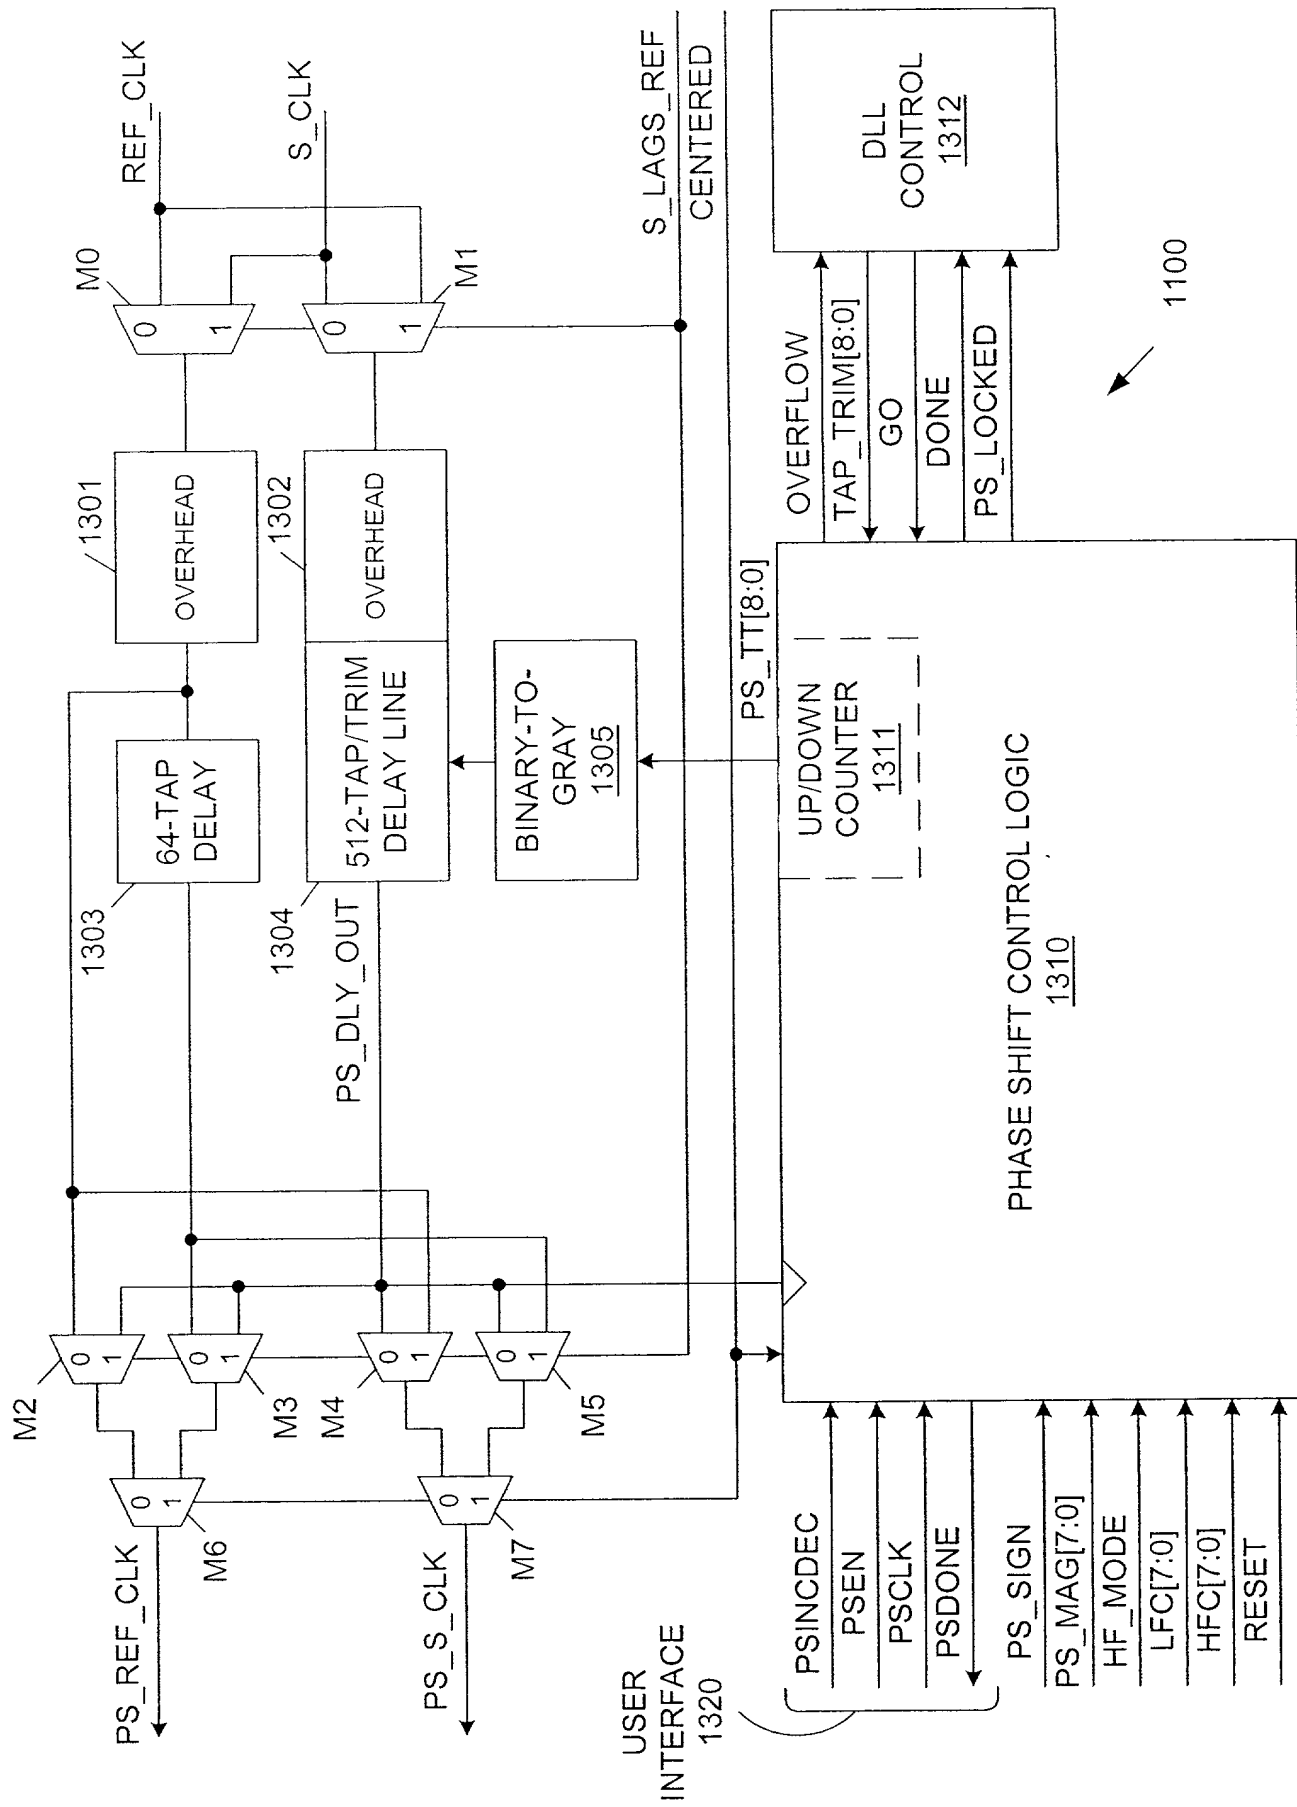 REF_CLK
S_CLK
S_LAGS_REF
CENTERED
M0
0
1
M1
0
1
1301
OVERHEAD
1302
OVERHEAD
1303
64-TAP
DELAY
1304
512-TAP/TRIM
DELAY LINE
PS_DLY_OUT
BINARY-TO-
GRAY
1305
PS_TT[8:0]
M2
0
1
M3
0
1
M4
0
1
M5
0
1
M6
0
1
M7
0
1
PS_REF_CLK
PS_S_CLK
USER
INTERFACE
1320
PSINCDEC
PSEN
PSCLK
PSDONE
PS_SIGN
PS_MAG[7:0]
HF_MODE
LFC[7:0]
HFC[7:0]
RESET
UP/DOWN
COUNTER
1311
PHASE SHIFT CONTROL LOGIC
1310
OVERFLOW
TAP_TRIM[8:0]
GO
DONE
PS_LOCKED
DLL
CONTROL
1312
1100